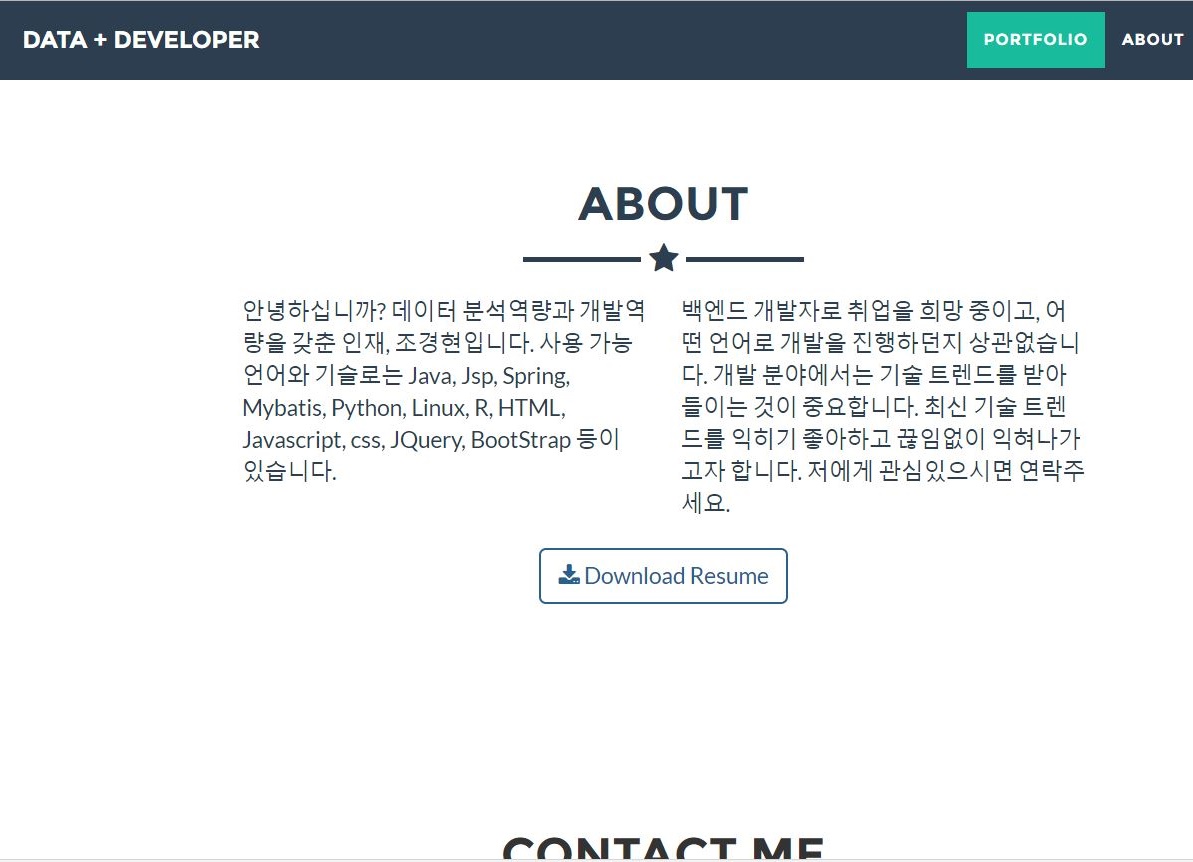 DATA + DEVELOPER
PORTFOLIO
ABOUT
ABOUT
안녕하십니까? 데이터 분석역량과 개발역
량을 갖춘 인재, 조경현입니다. 사용 가능
언어와 기술로는 Java, Jsp, Spring,
Mybatis, Python, Linux, R, HTML,
Javascript, css, JQuery, BootStrap 등이
있습니다.
백엔드 개발자로 취업을 희망 중이고, 어
떤 언어로 개발을 진행하던지 상관없습니
다. 개발 분야에서는 기술 트렌드를 받아
들이는 것이 중요합니다. 최신 기술 트렌
드를 익히기 좋아하고 끊임없이 익혀나가
고자 합니다. 저에게 관심있으시면 연락주
세요.
Download Resume
CONTACT ME